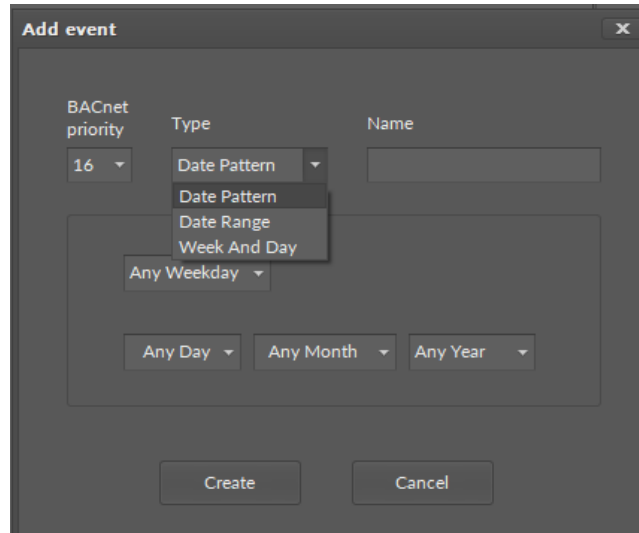 Add event
x
BACnet
priority
Type
Name
16
Date Pattern
Date Pattern
Date Range
Week And Day
Any Weekday
Any Day
Any Month
Any Year
Create
Cancel